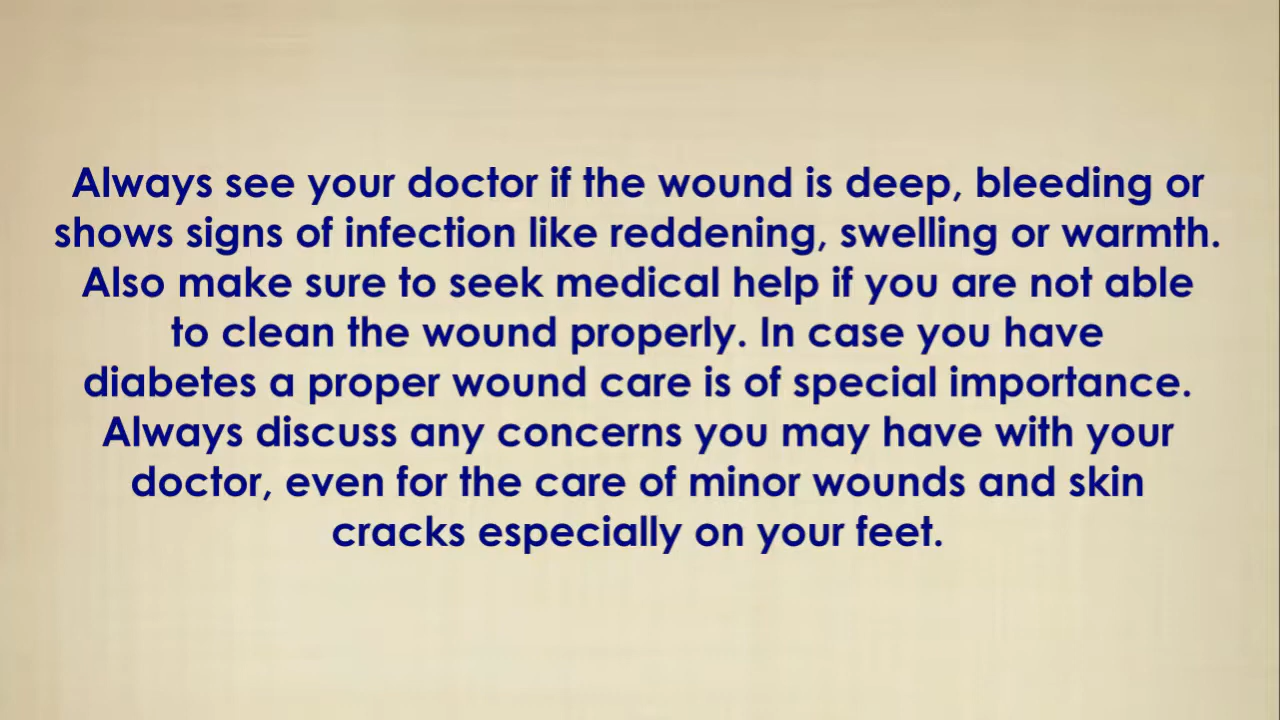 Always see your doctor if the wound is deep, bleeding or
shows signs of infection like reddening, swelling or warmth.
Also make sure to seek medical help if you are not able
to clean the wound properly. In case you have
diabetes a proper wound care is of special importance.
Always discuss any concerns you may have with your
doctor, even for the care of minor wounds and skin
cracks especially on your feet.